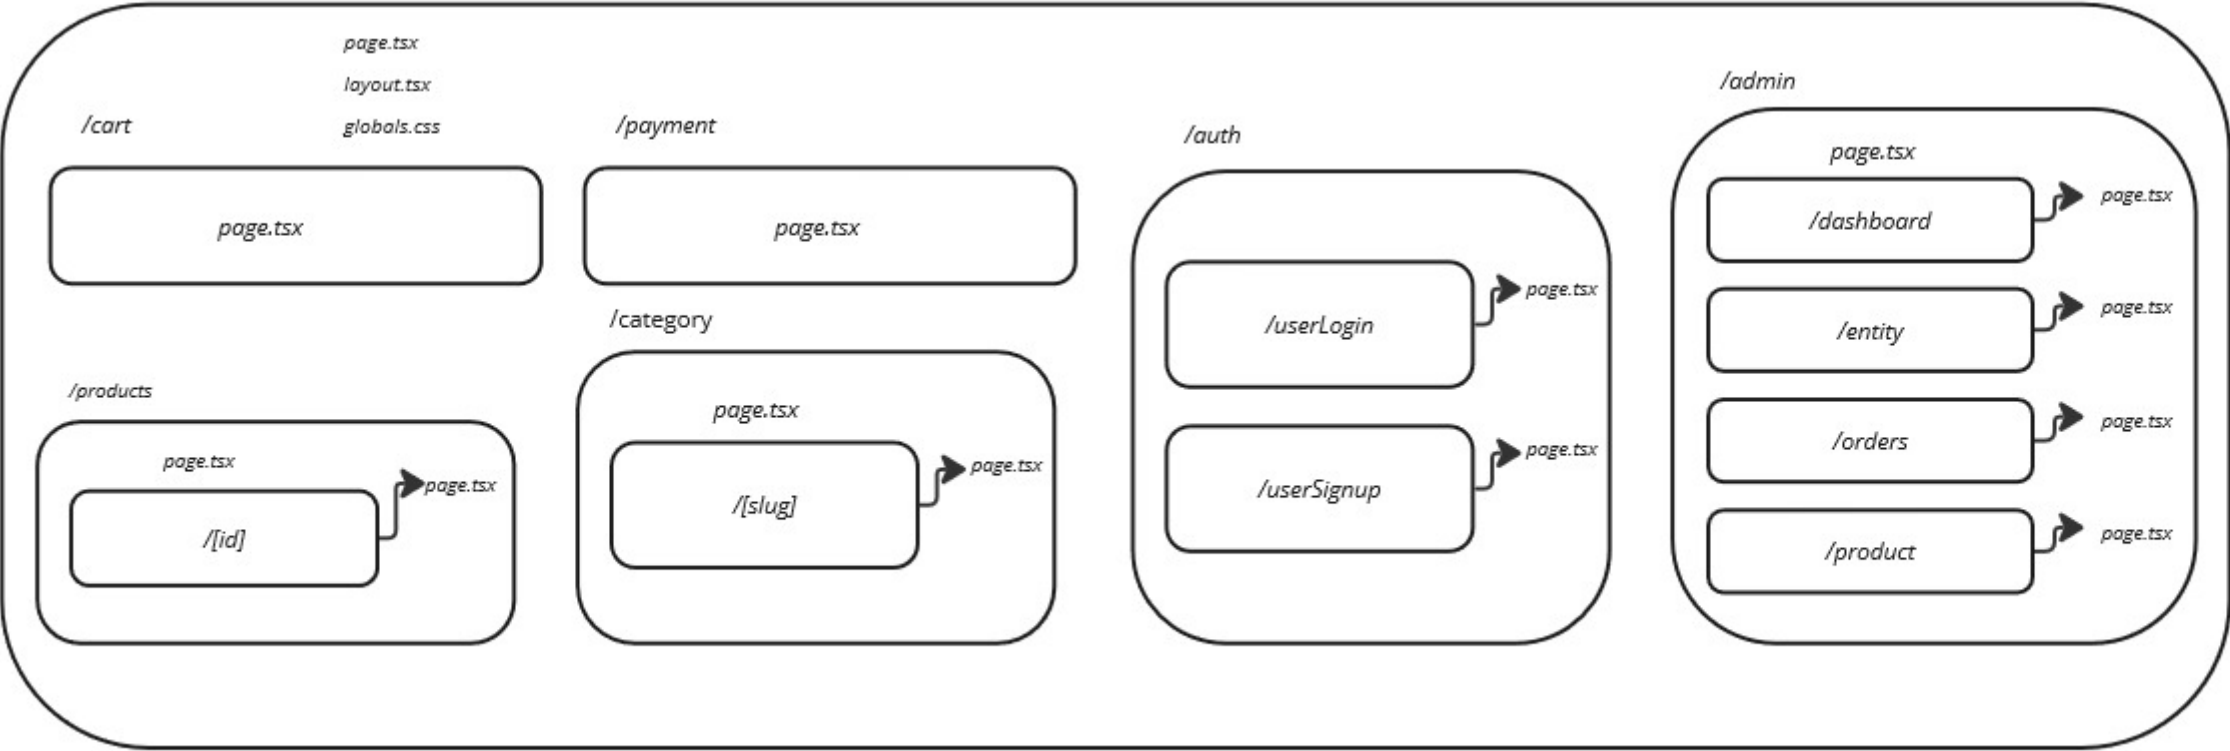 page.tsx
layout.tsx
globals.css
/cart
page.tsx
/payment
page.tsx
/products
page.tsx
/[id]
page.tsx
/category
page.tsx
/[slug]
page.tsx
/auth
/userLogin
page.tsx
/userSignup
page.tsx
/admin
page.tsx
/dashboard
page.tsx
/entity
page.tsx
/orders
page.tsx
/product
page.tsx